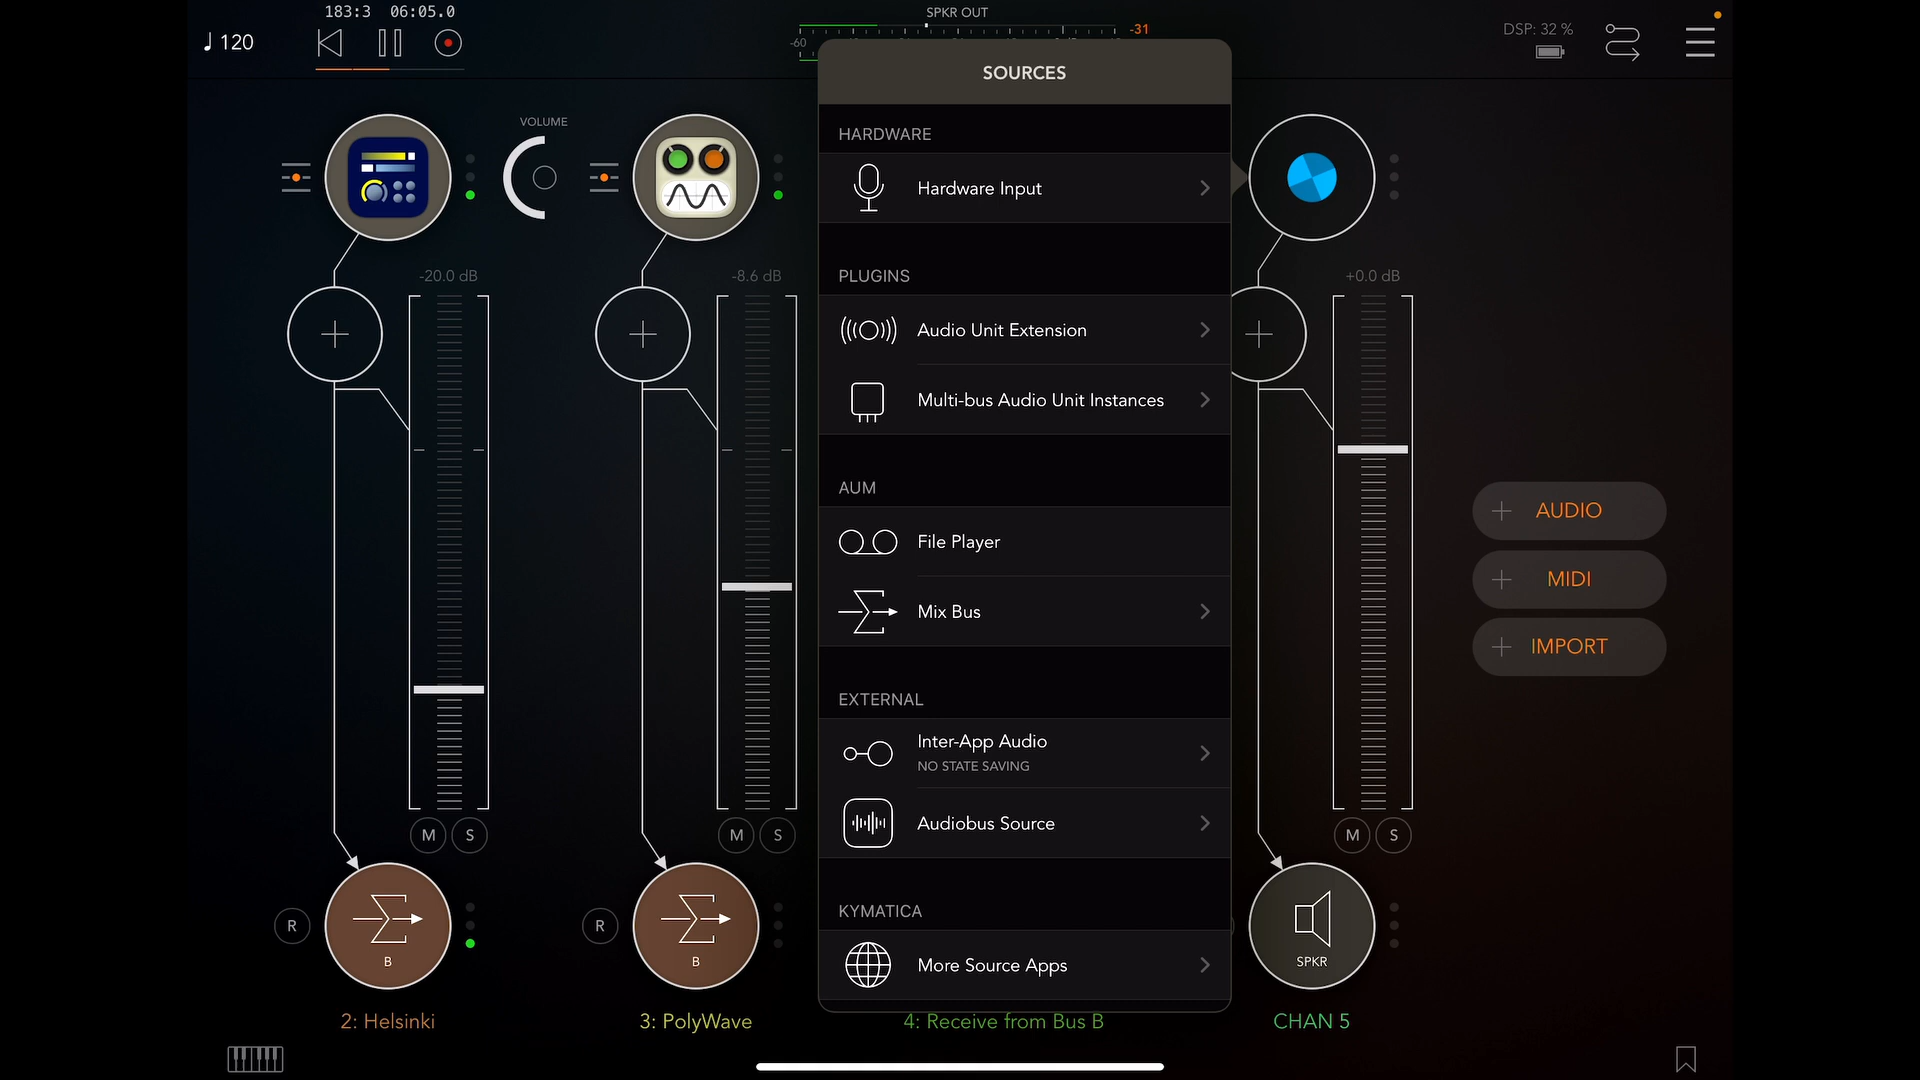 183:3 06:05.0
♩ 120
SPKR OUT
-60
-31
DSP: 32 %
SOURCES
HARDWARE
Hardware Input
PLUGINS
Audio Unit Extension
Multi-bus Audio Unit Instances
AUM
File Player
Mix Bus
EXTERNAL
Inter-App Audio
NO STATE SAVING
Audiobus Source
KYMATICA
More Source Apps
VOLUME
-20.0 dB
-8.6 dB
+0.0 dB
AUDIO
MIDI
IMPORT
M S
M S
M S
R
R
B
B
SPKR
2: Helsinki
3: PolyWave
4: Receive from Bus B
CHAN 5